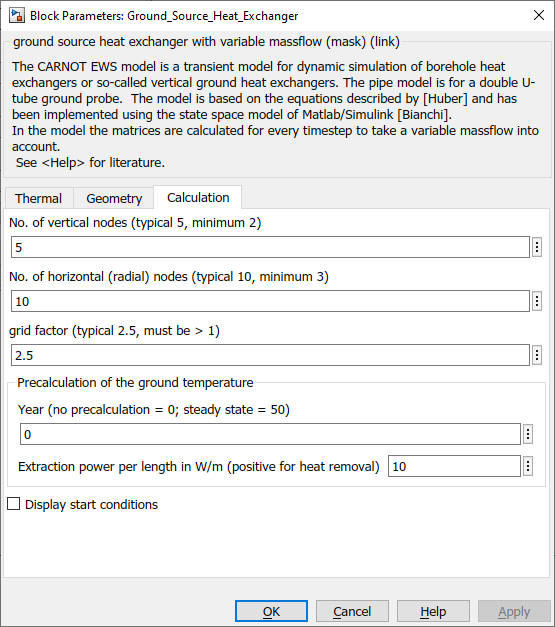 Block Parameters: Ground_Source_Heat_Exchanger
ground source heat exchanger with variable massflow (mask) (link)
The CARNOT EWS model is a transient model for dynamic simulation of borehole heat
exchangers or so-called vertical ground heat exchangers. The pipe model is for a double U-
tube ground probe.  The model is based on the equations described by [Huber] and has
been implemented using the state space model of Matlab/Simulink [Bianchi].
In the model the matrices are calculated for every timestep to take a variable massflow into
account.
See <Help> for literature.
Thermal Geometry Calculation
No. of vertical nodes (typical 5, minimum 2)
5
No. of horizontal (radial) nodes (typical 10, minimum 3)
10
grid factor (typical 2.5, must be > 1)
2.5
Precalculation of the ground temperature
Year (no precalculation = 0; steady state = 50)
0
Extraction power per length in W/m (positive for heat removal) 10
Display start conditions
OK Cancel Help Apply